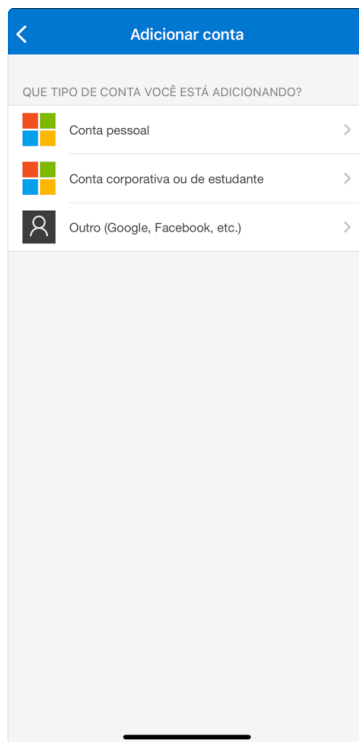 Adicionar conta
QUE TIPO DE CONTA VOCÊ ESTÁ ADICIONANDO?
Conta pessoal
Conta corporativa ou de estudante
Outro (Google, Facebook, etc.)